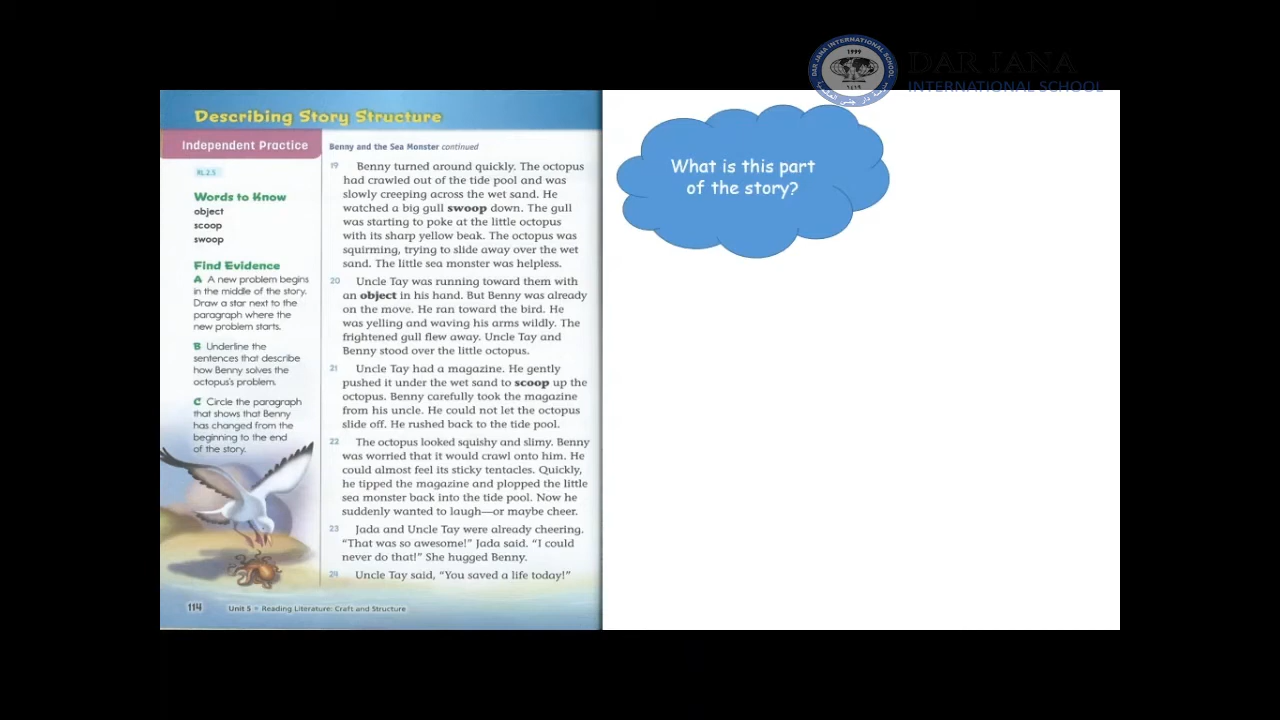 DAR JANA
INTERNATIONAL SCHOOL
DAR JANA INTERNATIONAL SCHOOL
1999
Describing Story Structure
Independent Practice
RL.2.5
Words to Know
object
scoop
swoop
Find Evidence
A A new problem begins
in the middle of the story.
Draw a star next to the
paragraph where the
new problem starts.
B Underline the
sentences that describe
how Benny solves the
octopus's problem.
C Circle the paragraph
that shows that Benny
has changed from the
beginning to the end
of the story.
Benny and the Sea Monster continued
19 Benny turned around quickly. The octopus
had crawled out of the tide pool and was
slowly creeping across the wet sand. He
watched a big gull swoop down. The gull
was starting to poke at the little octopus
with its sharp yellow beak. The octopus was
squirming, trying to slide away over the wet
sand. The little sea monster was helpless.
20 Uncle Tay was running toward them with
an object in his hand. But Benny was already
on the move. He ran toward the bird. He
was yelling and waving his arms wildly. The
frightened gull flew away. Uncle Tay and
Benny stood over the little octopus.
21 Uncle Tay had a magazine. He gently
pushed it under the wet sand to scoop up the
octopus. Benny carefully took the magazine
from his uncle. He could not let the octopus
slide off. He rushed back to the tide pool.
22 The octopus looked squishy and slimy. Benny
was worried that it would crawl onto him. He
could almost feel its sticky tentacles. Quickly,
he tipped the magazine and plopped the little
sea monster back into the tide pool. Now he
suddenly wanted to laugh—or maybe cheer.
23 Jada and Uncle Tay were already cheering.
"That was so awesome!" Jada said. "I could
never do that!" She hugged Benny.
24 Uncle Tay said, "You saved a life today!"
114 Unit 5 • Reading Literature: Craft and Structure
What is this part
of the story?